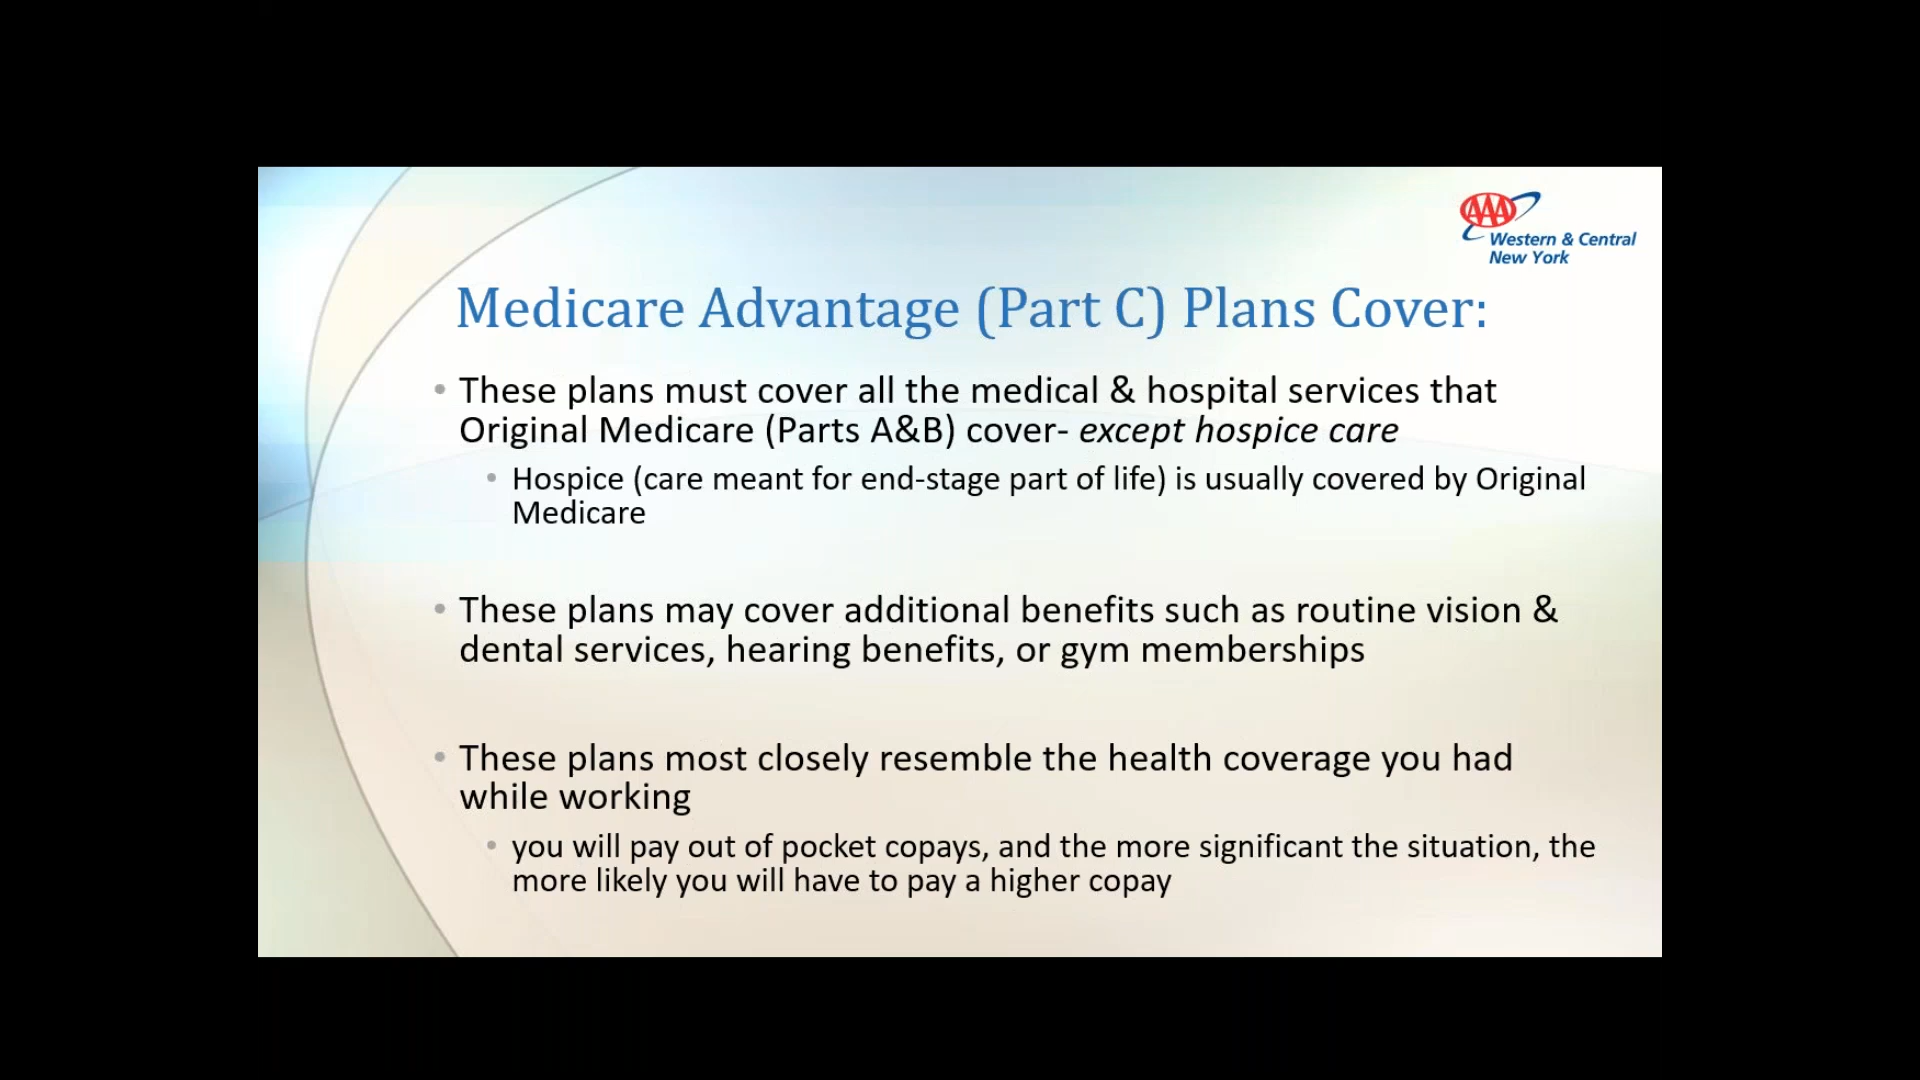 AAA
Western & Central
New York
Medicare Advantage (Part C) Plans Cover:
• These plans must cover all the medical & hospital services that
Original Medicare (Parts A&B) cover- except hospice care
• Hospice (care meant for end-stage part of life) is usually covered by Original
Medicare
• These plans may cover additional benefits such as routine vision &
dental services, hearing benefits, or gym memberships
• These plans most closely resemble the health coverage you had
while working
• you will pay out of pocket copays, and the more significant the situation, the
more likely you will have to pay a higher copay